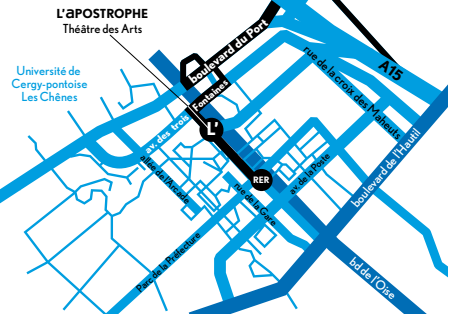 L'aPOSTROPHE
Théâtre des Arts
boulevard du Port
A15
rue de la croix des Maheuts
Université de
Cergy-pontoise
Les Chênes
av. des trois Fontaines
L'
allée de l'Arcade
RER
av. de la Poste
boulevard de l'Hautil
rue de la Gare
Parc de la Préfecture
bd de l'Oise